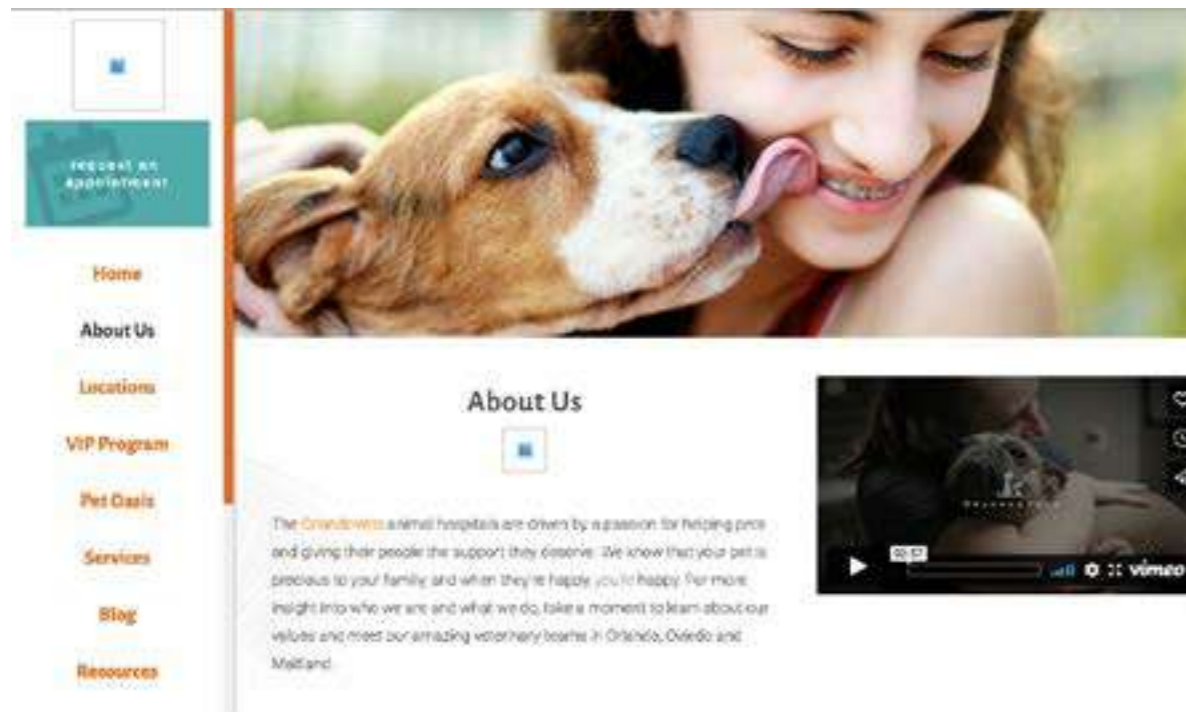 request an
appointment
Home
About Us
Locations
VIP Program
Pet Oasis
Services
Blog
Resources
About Us
The OrlandoVets animal hospitals are driven by a passion for helping pets
and giving their people the support they deserve. We know that your pet is
precious to your family, and when they're happy, you're happy. For more
insight into who we are and what we do, take a moment to learn about our
values and meet our amazing veterinary teams in Orlando, Oviedo and
Maitland.
00:57
vimeo